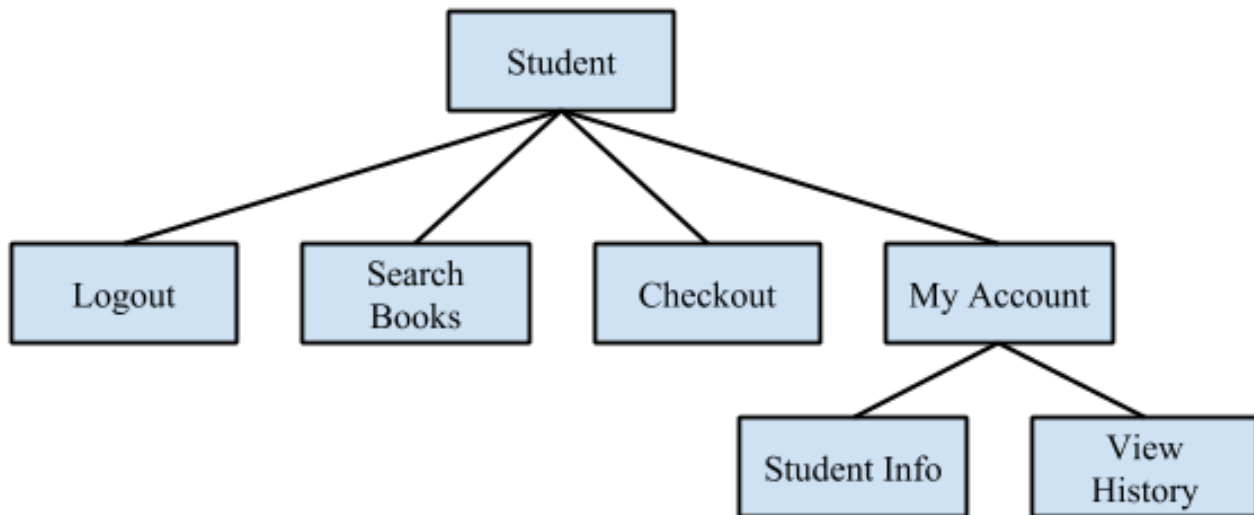 Student
Logout
Search
Books
Checkout
My Account
Student Info
View
History